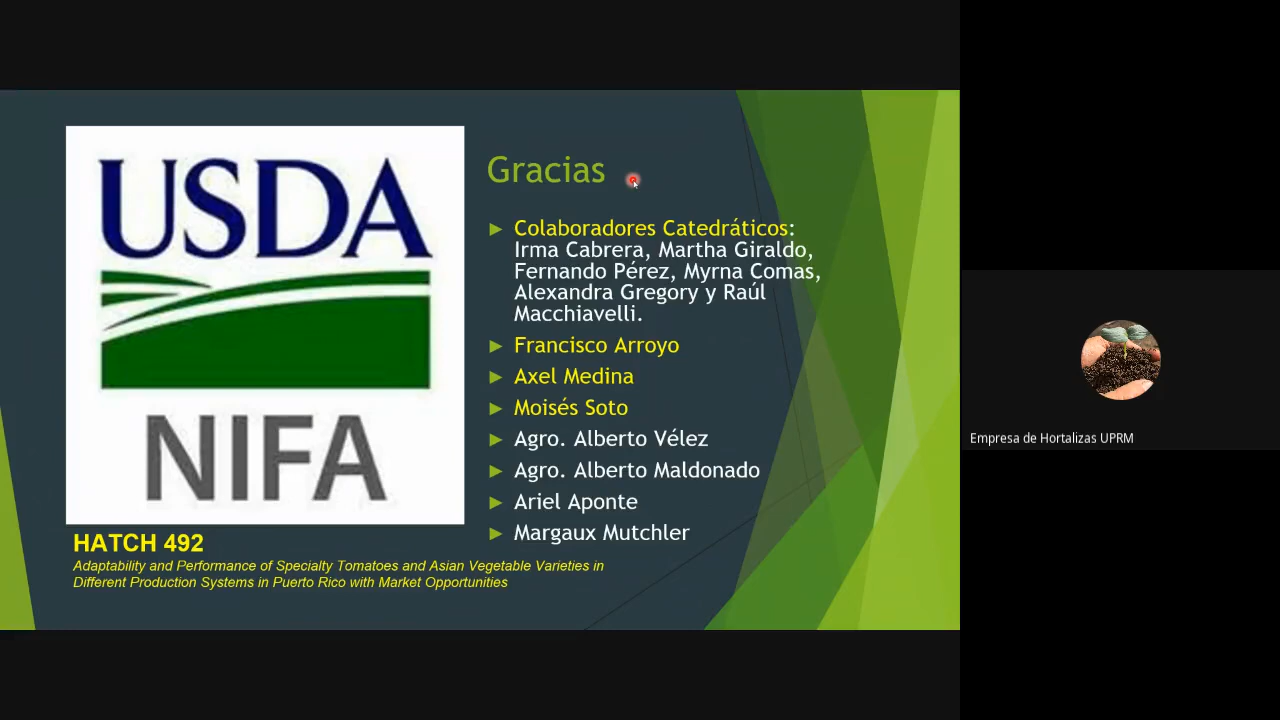 USDA
NIFA
HATCH 492
Adaptability and Performance of Specialty Tomatoes and Asian Vegetable Varieties in
Different Production Systems in Puerto Rico with Market Opportunities
Gracias
Colaboradores Catedráticos:
Irma Cabrera, Martha Giraldo,
Fernando Pérez, Myrna Comas,
Alexandra Gregory y Raúl
Macchiavelli.
Francisco Arroyo
Axel Medina
Moisés Soto
Agro. Alberto Vélez
Agro. Alberto Maldonado
Ariel Aponte
Margaux Mutchler
Empresa de Hortalizas UPRM